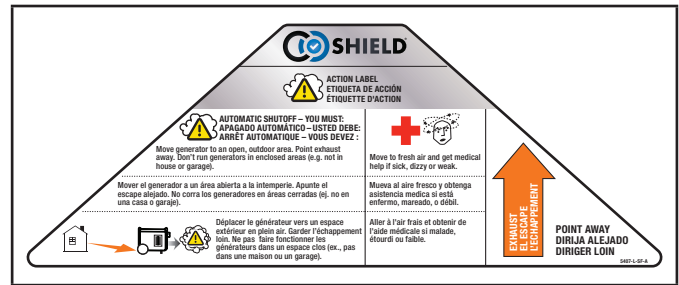 CO SHIELD®
ACTION LABEL
ETIQUETA DE ACCIÓN
ÉTIQUETTE D'ACTION
AUTOMATIC SHUTOFF – YOU MUST:
APAGADO AUTOMÁTICO – USTED DEBE:
ARRÊT AUTOMATIQUE – VOUS DEVEZ :
Move generator to an open, outdoor area. Point exhaust
away. Don't run generators in enclosed areas (e.g. not in
house or garage).
Move to fresh air and get medical
help if sick, dizzy or weak.
Mover el generador a un área abierta a la intemperie. Apunte el
escape alejado. No corra los generadores en áreas cerradas (ej. no en
una casa o garaje).
Mueva al aire fresco y obtenga
asistencia medica si está
enfermo, mareado, o débil.
Déplacer le générateur vers un espace
extérieur en plein air. Garder l'échappement
loin. Ne pas faire fonctionner les
générateurs dans un espace clos (ex., pas
dans une maison ou un garage).
Aller à l'air frais et obtenir de
l'aide médicale si malade,
étourdi ou faible.
EXHAUST
EL ESCAPE
L'ECHAPPEMENT
POINT AWAY
DIRIJA ALEJADO
DIRIGER LOIN
S407-L-SF-A